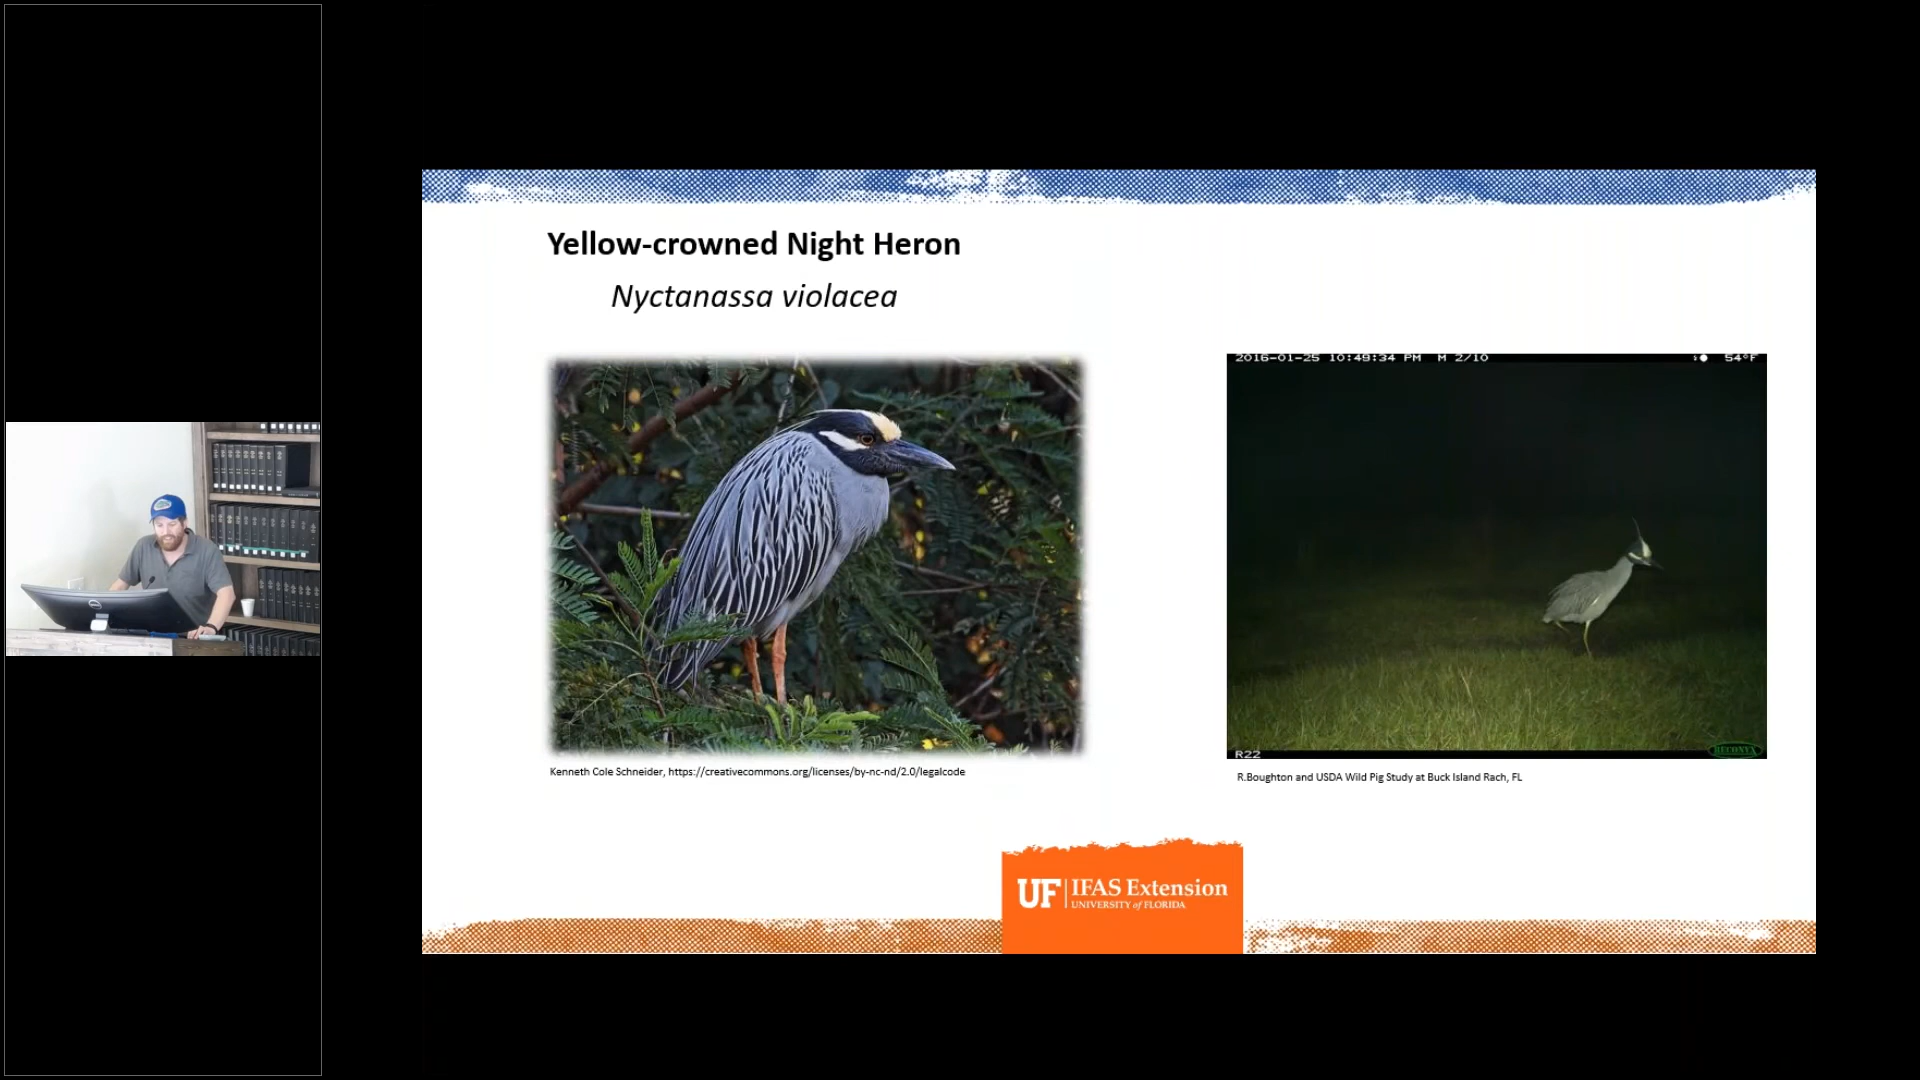 Yellow-crowned Night Heron
Nyctanassa violacea
2016-01-25 10:49:34 PM M 2/10 54°F
R22
RECONYX
Kenneth Cole Schneider, https://creativecommons.org/licenses/by-nc-nd/2.0/legalcode
R.Boughton and USDA Wild Pig Study at Buck Island Rach, FL
UF IFAS Extension
UNIVERSITY of FLORIDA
DELL